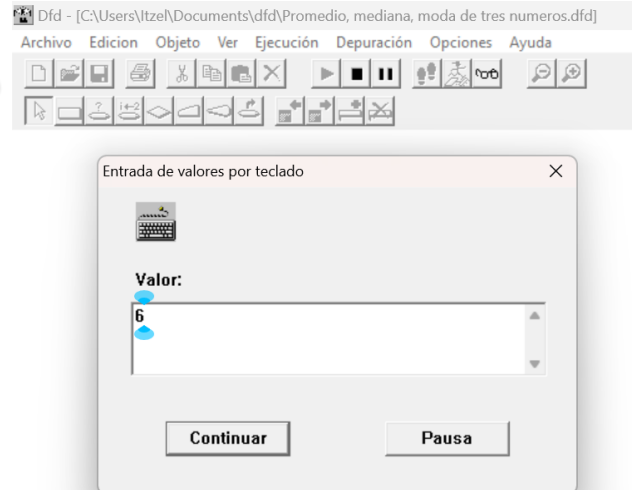 Dfd - [C:\Users\Itzel\Documents\dfd\Promedio, mediana, moda de tres numeros.dfd]
Archivo Edicion Objeto Ver Ejecución Depuración Opciones Ayuda
Entrada de valores por teclado
Valor:
6
Continuar Pausa